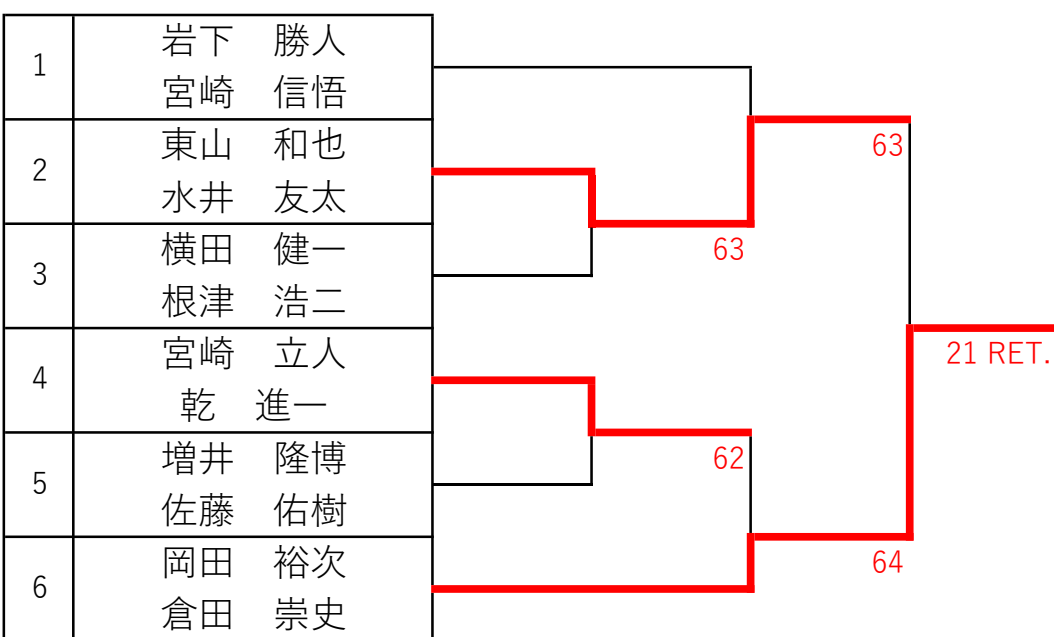 1
岩下　勝人
宮崎　信悟
2
東山　和也
水井　友太
3
横田　健一
根津　浩二
4
宮崎　立人
乾　進一
5
増井　隆博
佐藤　佑樹
6
岡田　裕次
倉田　崇史
63
63
62
64
21 RET.